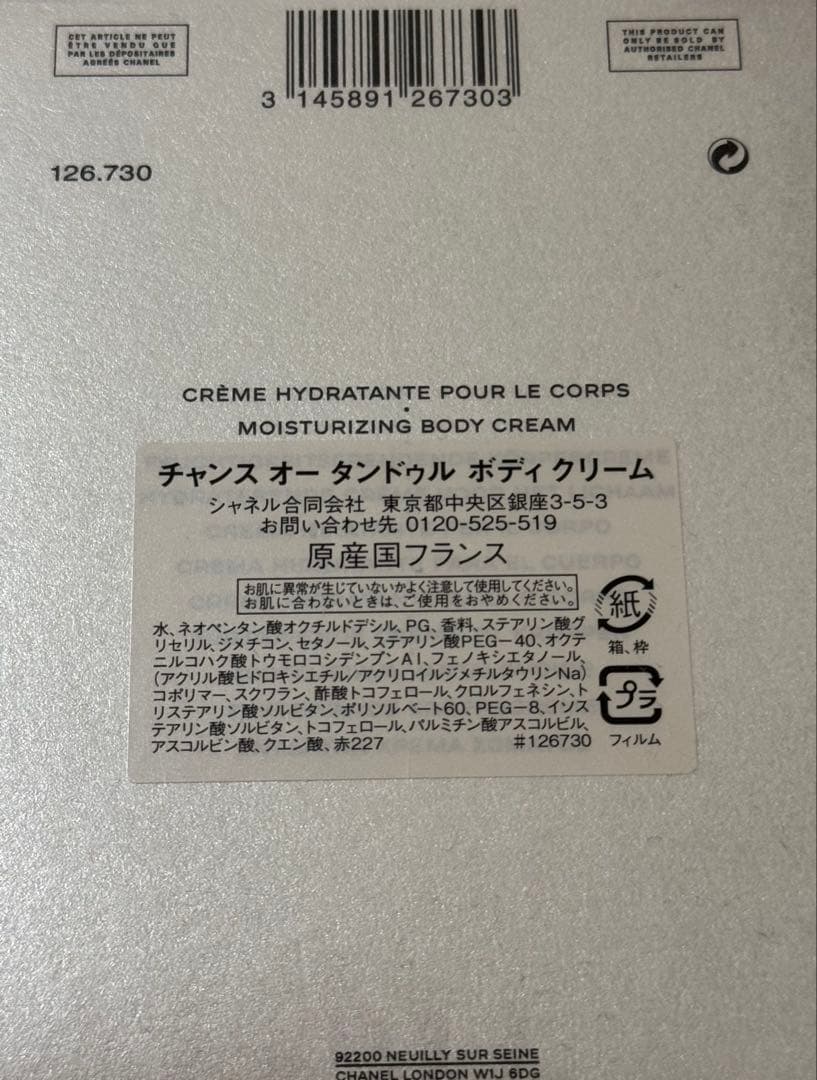 CET ARTICLE NE PEUT
ÊTRE VENDU QUE
PAR LES DÉPOSITAIRES
AGRÉÉS CHANEL
THIS PRODUCT CAN
ONLY BE SOLD BY
AUTHORISED CHANEL
RETAILERS
3 145891 267303
126.730
CRÈME HYDRATANTE POUR LE CORPS
MOISTURIZING BODY CREAM
チャンス オー タンドゥル ボディ クリーム
シャネル合同会社 東京都中央区銀座3-5-3
お問い合わせ先 0120-525-519
原産国フランス
お肌に異常が生じていないかよく注意して使用してください。
お肌に合わないときは、ご使用をおやめください。
水、ネオペンタン酸オクチルドデシル、PG、香料、ステアリン酸グ
リセリル、ジメチコン、セタノール、ステアリン酸PEG-40、オクテ
ニルコハク酸トウモロコシデンプンAl、フェノキシエタノール、
(アクリル酸ヒドロキシエチル/アクリロイルジメチルタウリンNa)
コポリマー、スクワラン、酢酸トコフェロール、クロルフェネシン、ト
リステアリン酸ソルビタン、ポリソルベート60、PEG-8、イソス
テアリン酸ソルビタン、トコフェロール、パルミチン酸アスコルビル、
アスコルビン酸、クエン酸、赤227 #126730
紙
箱、枠
プラ
フィルム
92200 NEUILLY SUR SEINE
CHANEL LONDON W1J 6DG